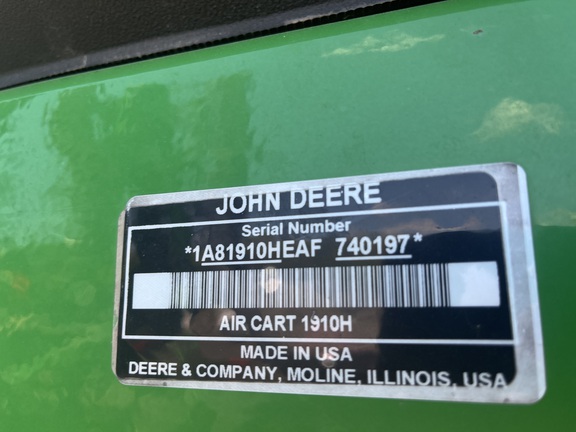 JOHN DEERE
Serial Number
*1A81910HEAF 740197*
AIR CART 1910H
MADE IN USA
DEERE & COMPANY, MOLINE, ILLINOIS, USA